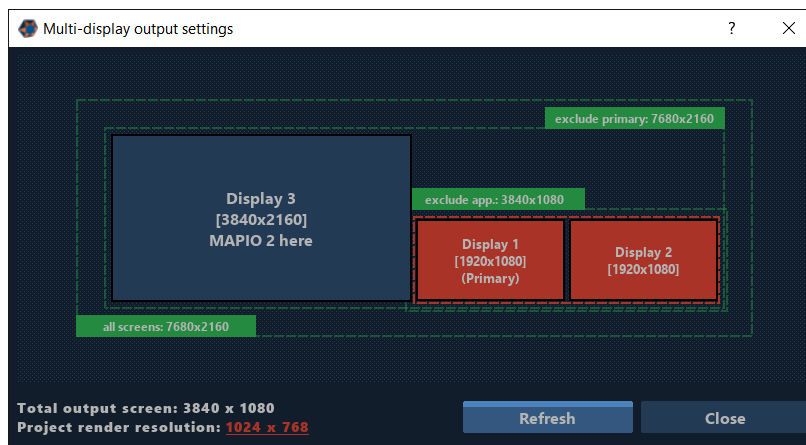 Multi-display output settings
exclude primary: 7680x2160
Display 3
[3840x2160]
MAPIO 2 here
exclude app.: 3840x1080
Display 1
[1920x1080]
(Primary)
Display 2
[1920x1080]
all screens: 7680x2160
Total output screen: 3840 x 1080
Project render resolution: 1024 x 768
Refresh
Close